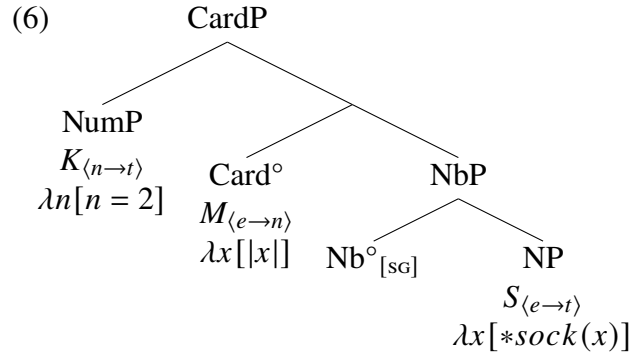 (6) CardP
NumP
K⟨n→t⟩
λn[n = 2]
Card°
M⟨e→n⟩
λx[|x|]
NbP
Nb°[SG]
NP
S⟨e→t⟩
λx[∗sock(x)]